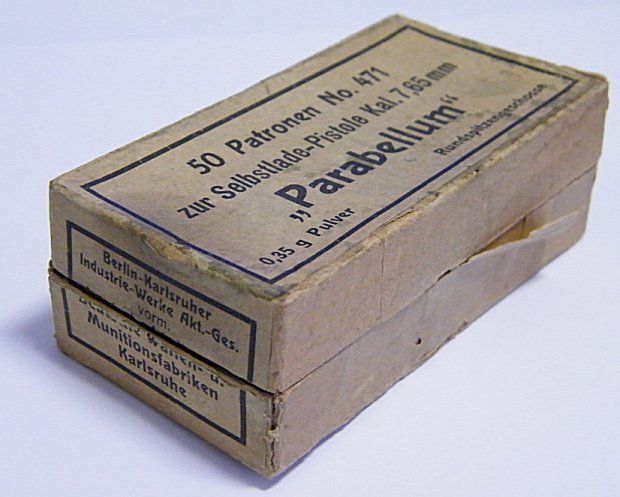 50 Patronen No. 471
zur Selbstlade-Pistole Kal. 7,65 mm
„Parabellum“
0,35 g Pulver Rundspitzengeschosse
Berlin-Karlsruher
Industrie-Werke Akt.-Ges.
vorm.
Deutsche Waffen- u.
Munitionsfabriken
Karlsruhe